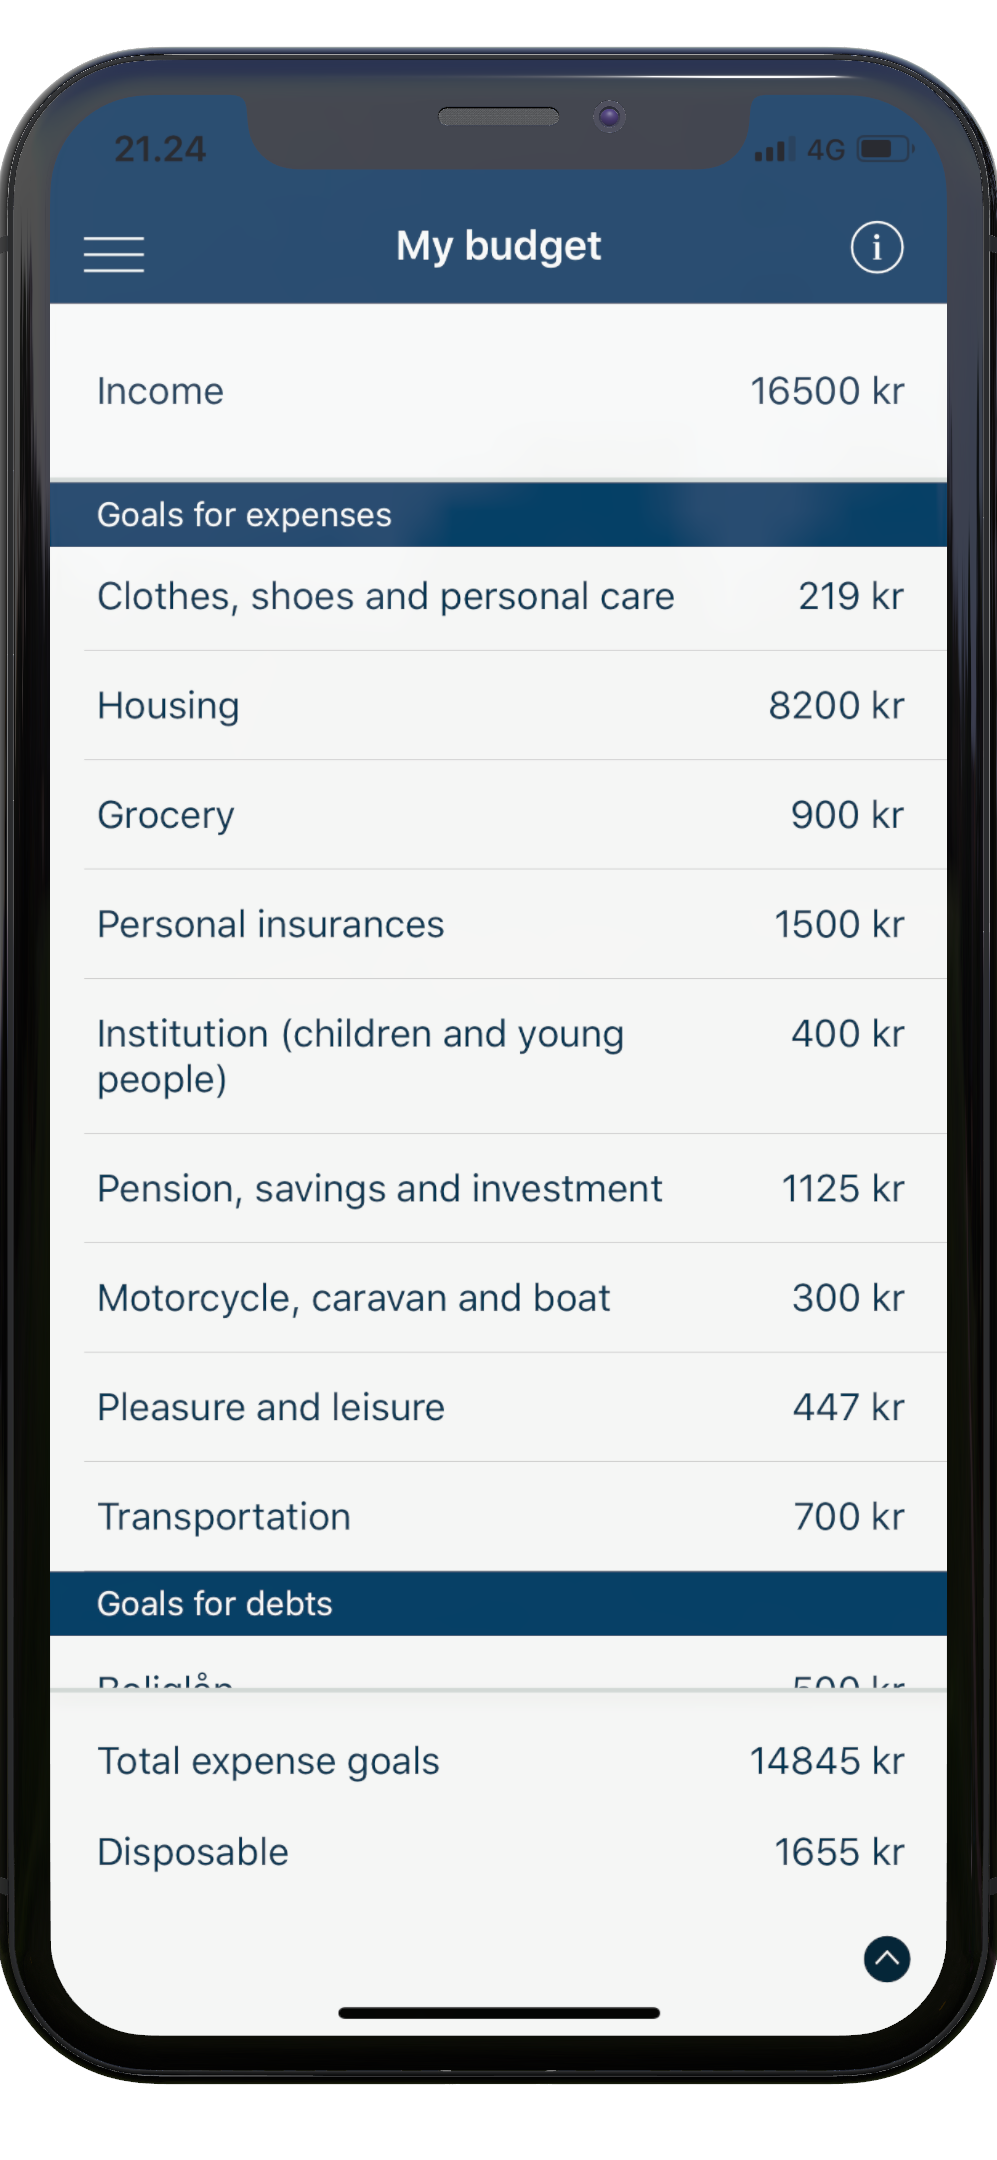 21.24
4G
My budget
i
Income 16500 kr
Goals for expenses
Clothes, shoes and personal care 219 kr
Housing 8200 kr
Grocery 900 kr
Personal insurances 1500 kr
Institution (children and young 400 kr
people)
Pension, savings and investment 1125 kr
Motorcycle, caravan and boat 300 kr
Pleasure and leisure 447 kr
Transportation 700 kr
Goals for debts
Boliglån 500 kr
Total expense goals 14845 kr
Disposable 1655 kr